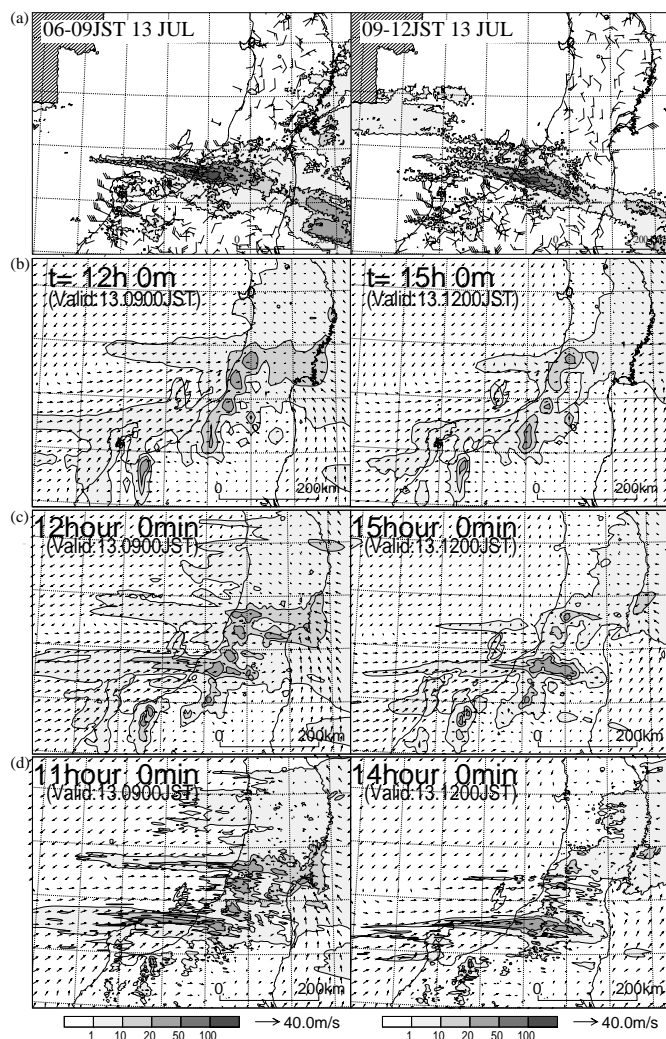 (a)
06-09JST 13 JUL
09-12JST 13 JUL
0
0
(b)
t= 12h 0m
(Valid:13.0900JST)
t= 15h 0m
(Valid:13.1200JST)
0 200km
0 200km
(c)
12hour 0min
(Valid:13.0900JST)
15hour 0min
(Valid:13.1200JST)
0 200km
0 200km
(d)
11hour 0min
(Valid:13.0900JST)
14hour 0min
(Valid:13.1200JST)
0 200km
0 200km
1 10 20 50 100 40.0m/s
1 10 20 50 100 40.0m/s